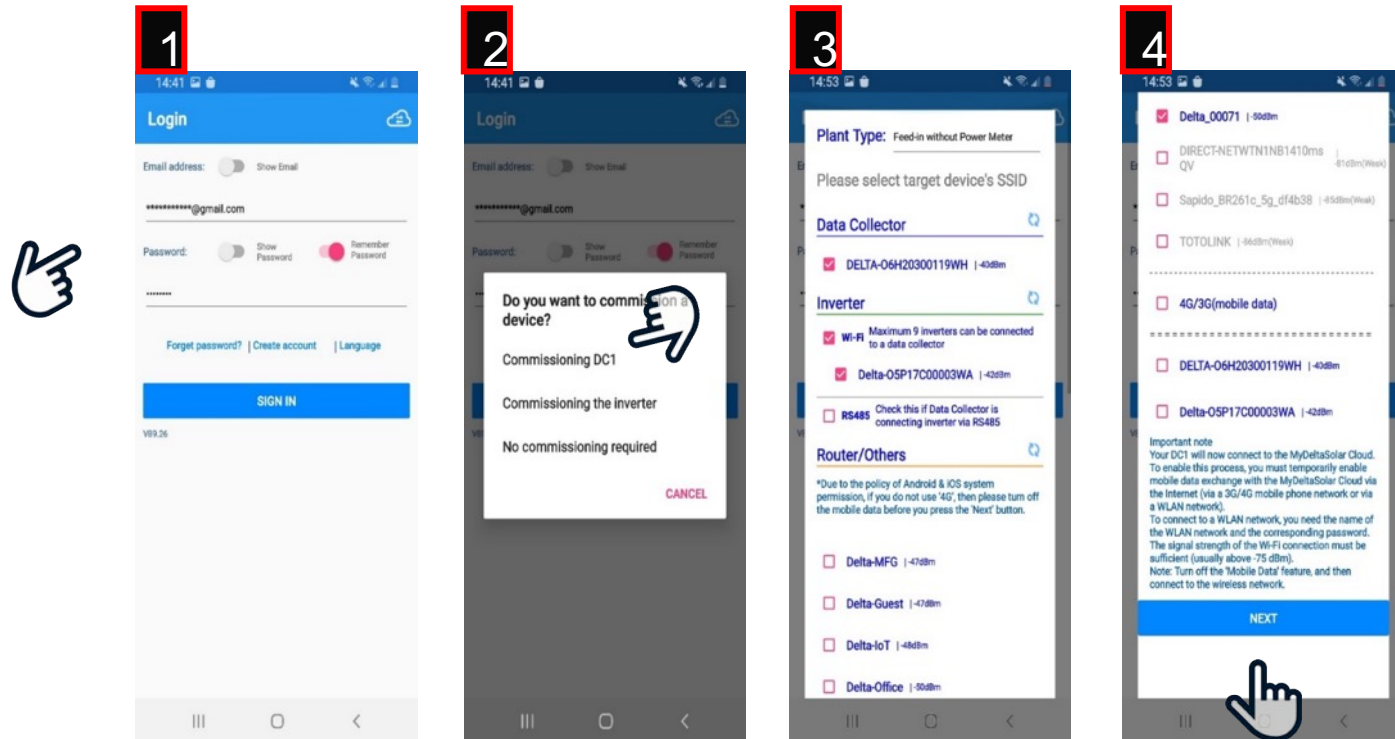 1
14:41
Login
Email address: Show Email
***********@gmail.com
Password: Show Password Remember Password
********
Forget password? | Create account | Language
SIGN IN
V89.26
2
14:41
Login
Email address: Show Email
***********@gmail.com
Password: Show Password Remember Password
Do you want to commission a
device?
Commissioning DC1
Commissioning the inverter
No commissioning required
CANCEL
3
14:53
Plant Type: Feed-in without Power Meter
Please select target device's SSID
Data Collector
DELTA-O6H20300119WH | -40dBm
Inverter
Wi-Fi Maximum 9 inverters can be connected
to a data collector
Delta-O5P17C00003WA | -42dBm
RS485 Check this if Data Collector is
connecting inverter via RS485
Router/Others
*Due to the policy of Android & iOS system
permission, if you do not use '4G', then please turn off
the mobile data before you press the 'Next' button.
Delta-MFG | -47dBm
Delta-Guest | -47dBm
Delta-IoT | -48dBm
Delta-Office | -50dBm
4
14:53
Delta_00071 | -50dBm
DIRECT-NETWTN1NB1410ms
QV | -81dBm(Weak)
Sapido_BR261c_5g_df4b38 | -85dBm(Weak)
TOTOLINK | -86dBm(Weak)
4G/3G(mobile data)
DELTA-O6H20300119WH | -40dBm
Delta-O5P17C00003WA | -42dBm
Important note
Your DC1 will now connect to the MyDeltaSolar Cloud.
To enable this process, you must temporarily enable
mobile data exchange with the MyDeltaSolar Cloud via
the Internet (via a 3G/4G mobile phone network or via
a WLAN network).
To connect to a WLAN network, you need the name of
the WLAN network and the corresponding password.
The signal strength of the Wi-Fi connection must be
sufficient (usually above -75 dBm).
Note: Turn off the 'Mobile Data' feature, and then
connect to the wireless network.
NEXT